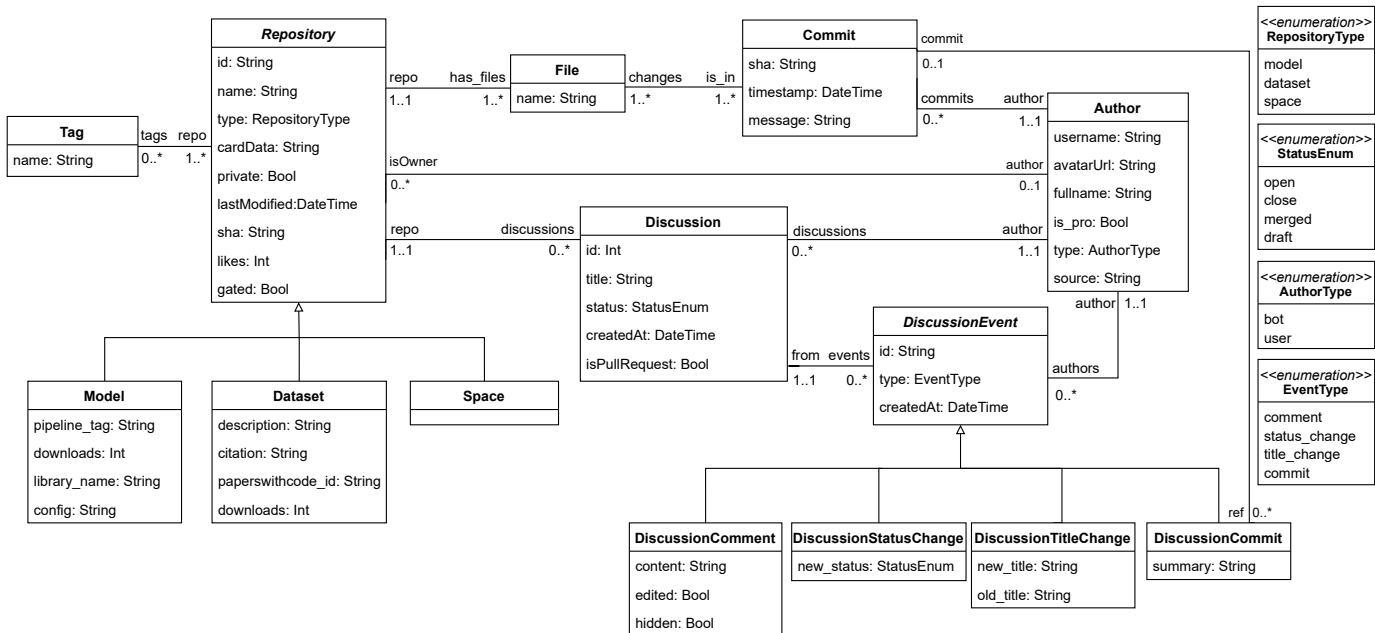 Repository
id: String
name: String
type: RepositoryType
cardData: String
private: Bool
lastModified:DateTime
sha: String
likes: Int
gated: Bool
Tag
name: String
tags repo
0..* 1..*
repo has_files
1..1 1..*
File
name: String
changes is_in
1..* 1..*
Commit
sha: String
timestamp: DateTime
message: String
commit
0..1
commits author
0..* 1..1
Author
username: String
avatarUrl: String
fullname: String
is_pro: Bool
type: AuthorType
source: String
isOwner author
0..* 0..1
repo discussions
1..1 0..*
Discussion
id: Int
title: String
status: StatusEnum
createdAt: DateTime
isPullRequest: Bool
discussions author
0..* 1..1
author 1..1
authors
0..*
from events
1..1 0..*
DiscussionEvent
id: String
type: EventType
createdAt: DateTime
Model
pipeline_tag: String
downloads: Int
library_name: String
config: String
Dataset
description: String
citation: String
paperswithcode_id: String
downloads: Int
Space
DiscussionComment
content: String
edited: Bool
hidden: Bool
DiscussionStatusChange
new_status: StatusEnum
DiscussionTitleChange
new_title: String
old_title: String
ref 0..*
DiscussionCommit
summary: String
<<enumeration>>
RepositoryType
model
dataset
space
<<enumeration>>
StatusEnum
open
close
merged
draft
<<enumeration>>
AuthorType
bot
user
<<enumeration>>
EventType
comment
status_change
title_change
commit